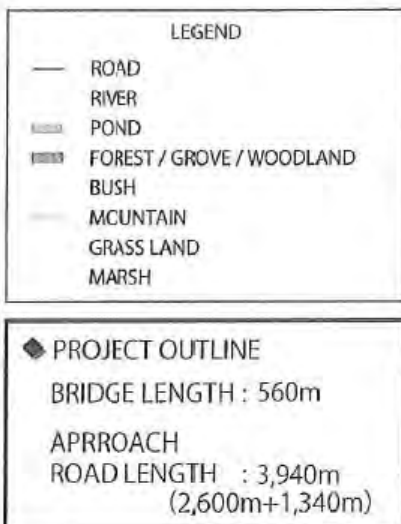 LEGEND
ROAD
RIVER
POND
FOREST / GROVE / WOODLAND
BUSH
MCUNTAIN
GRASS LAND
MARSH
PROJECT OUTLINE
BRIDGE LENGTH : 560m
APRROACH
ROAD LENGTH : 3,940m
(2,600m+1,340m)